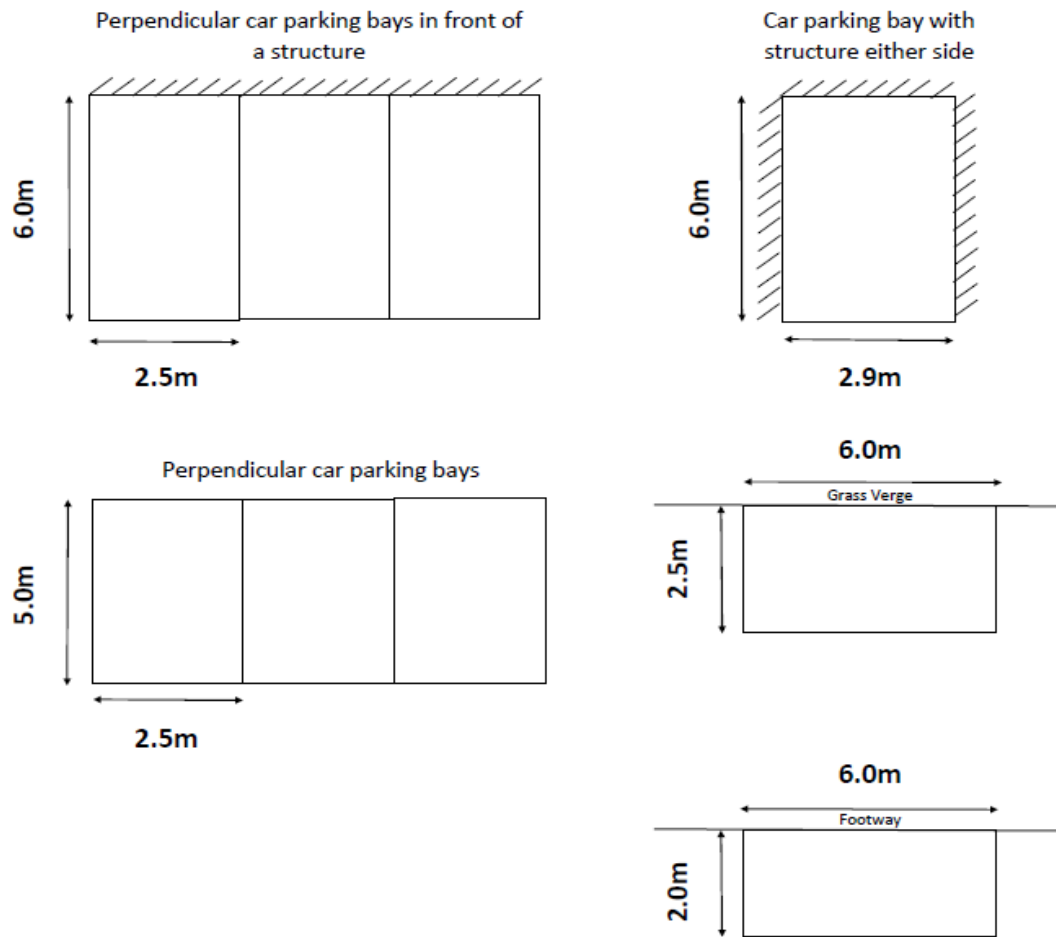 Perpendicular car parking bays in front of
a structure
6.0m
2.5m
Car parking bay with
structure either side
6.0m
2.9m
Perpendicular car parking bays
5.0m
2.5m
6.0m
Grass Verge
2.5m
6.0m
Footway
2.0m